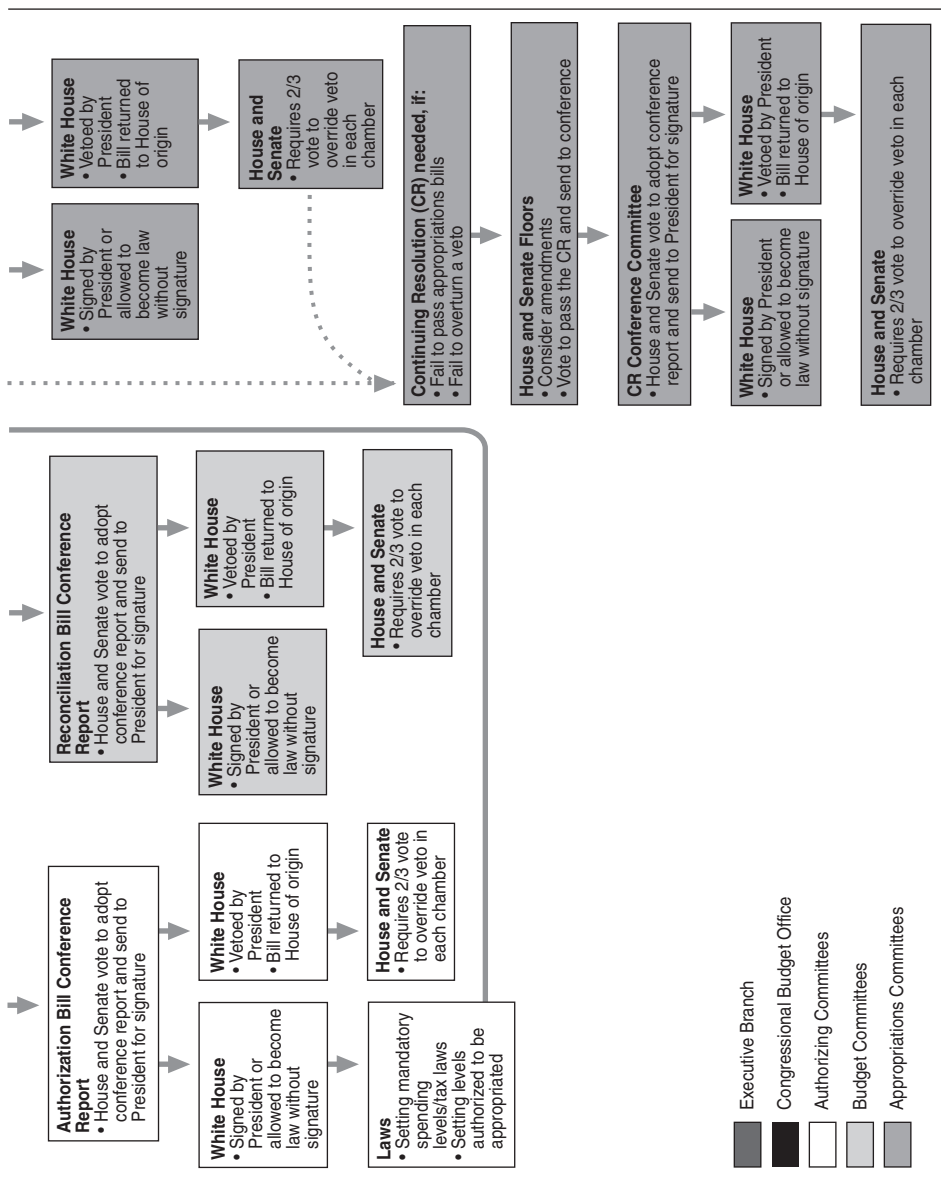 Authorization Bill Conference
Report
• House and Senate vote to adopt
conference report and send to
President for signature
White House
• Signed by
President or
allowed to become
law without
signature
White House
• Vetoed by
President
• Bill returned to
House of origin
Laws
• Setting mandatory
spending
levels/tax laws
• Setting levels
authorized to be
appropriated
House and Senate
• Requires 2/3 vote
to override veto in
each chamber
Reconciliation Bill Conference
Report
• House and Senate vote to adopt
conference report and send to
President for signature
White House
• Signed by
President or
allowed to become
law without
signature
White House
• Vetoed by
President
• Bill returned to
House of origin
House and Senate
• Requires 2/3 vote to
override veto in each
chamber
White House
• Signed by
President or
allowed to
become law
without
signature
White House
• Vetoed by
President
• Bill returned
to House of
origin
House and
Senate
• Requires 2/3
vote to
override veto
in each
chamber
Continuing Resolution (CR) needed, if:
• Fail to pass appropriations bills
• Fail to overturn a veto
House and Senate Floors
• Consider amendments
• Vote to pass the CR and send to conference
CR Conference Committee
• House and Senate vote to adopt conference
report and send to President for signature
White House
• Signed by President
or allowed to become
law without signature
White House
• Vetoed by President
• Bill returned to
House of origin
House and Senate
• Requires 2/3 vote to override veto in each
chamber
Executive Branch
Congressional Budget Office
Authorizing Committees
Budget Committees
Appropriations Committees